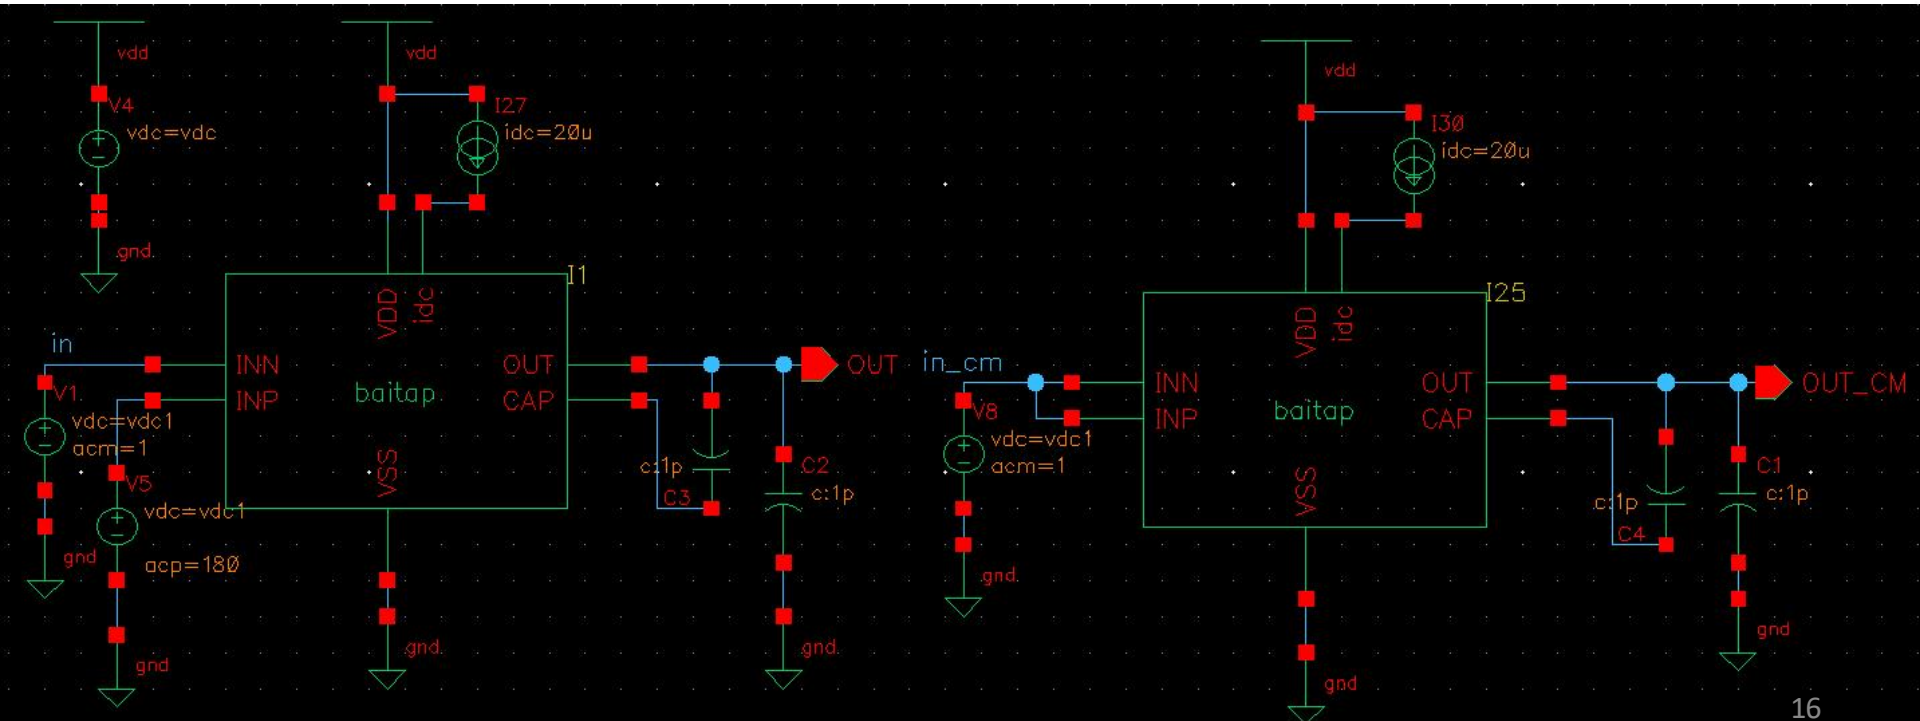 vdd
V4
vdc=vdc
gnd
vdd
I27
idc=20u
I1
VDD
idc
in
INN
INP
baitap
OUT
CAP
VSS
OUT
V1
vdc=vdc1
acm=1
V5
vdc=vdc1
acp=180
gnd
gnd
gnd
c:1p
C3
C2
c:1p
gnd
vdd
I30
idc=20u
I25
VDD
idc
in_cm
INN
INP
baitap
OUT
CAP
VSS
OUT_CM
V8
vdc=vdc1
acm=1
gnd
gnd
c:1p
C4
C1
c:1p
gnd
16